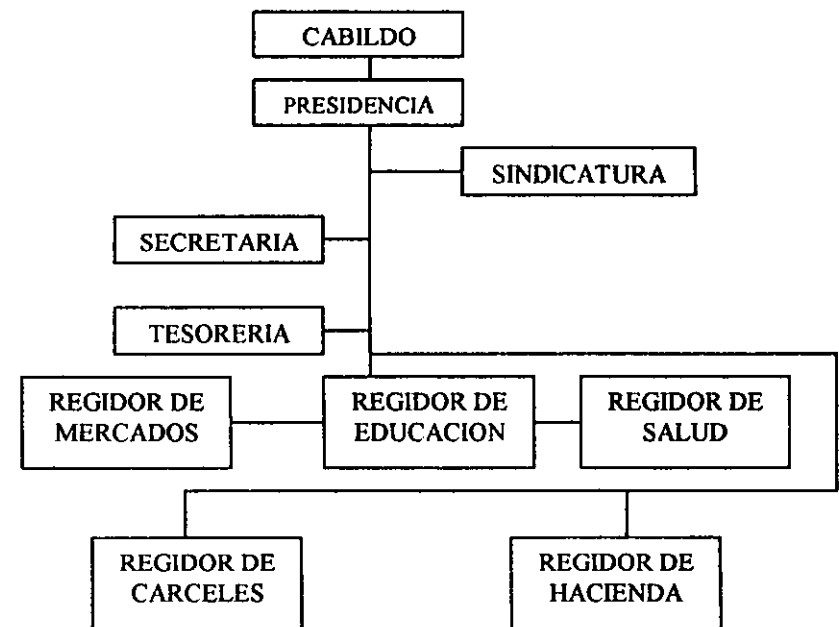 CABILDO
PRESIDENCIA
SINDICATURA
SECRETARIA
TESORERIA
REGIDOR DE
MERCADOS
REGIDOR DE
EDUCACION
REGIDOR DE
SALUD
REGIDOR DE
CARCELES
REGIDOR DE
HACIENDA